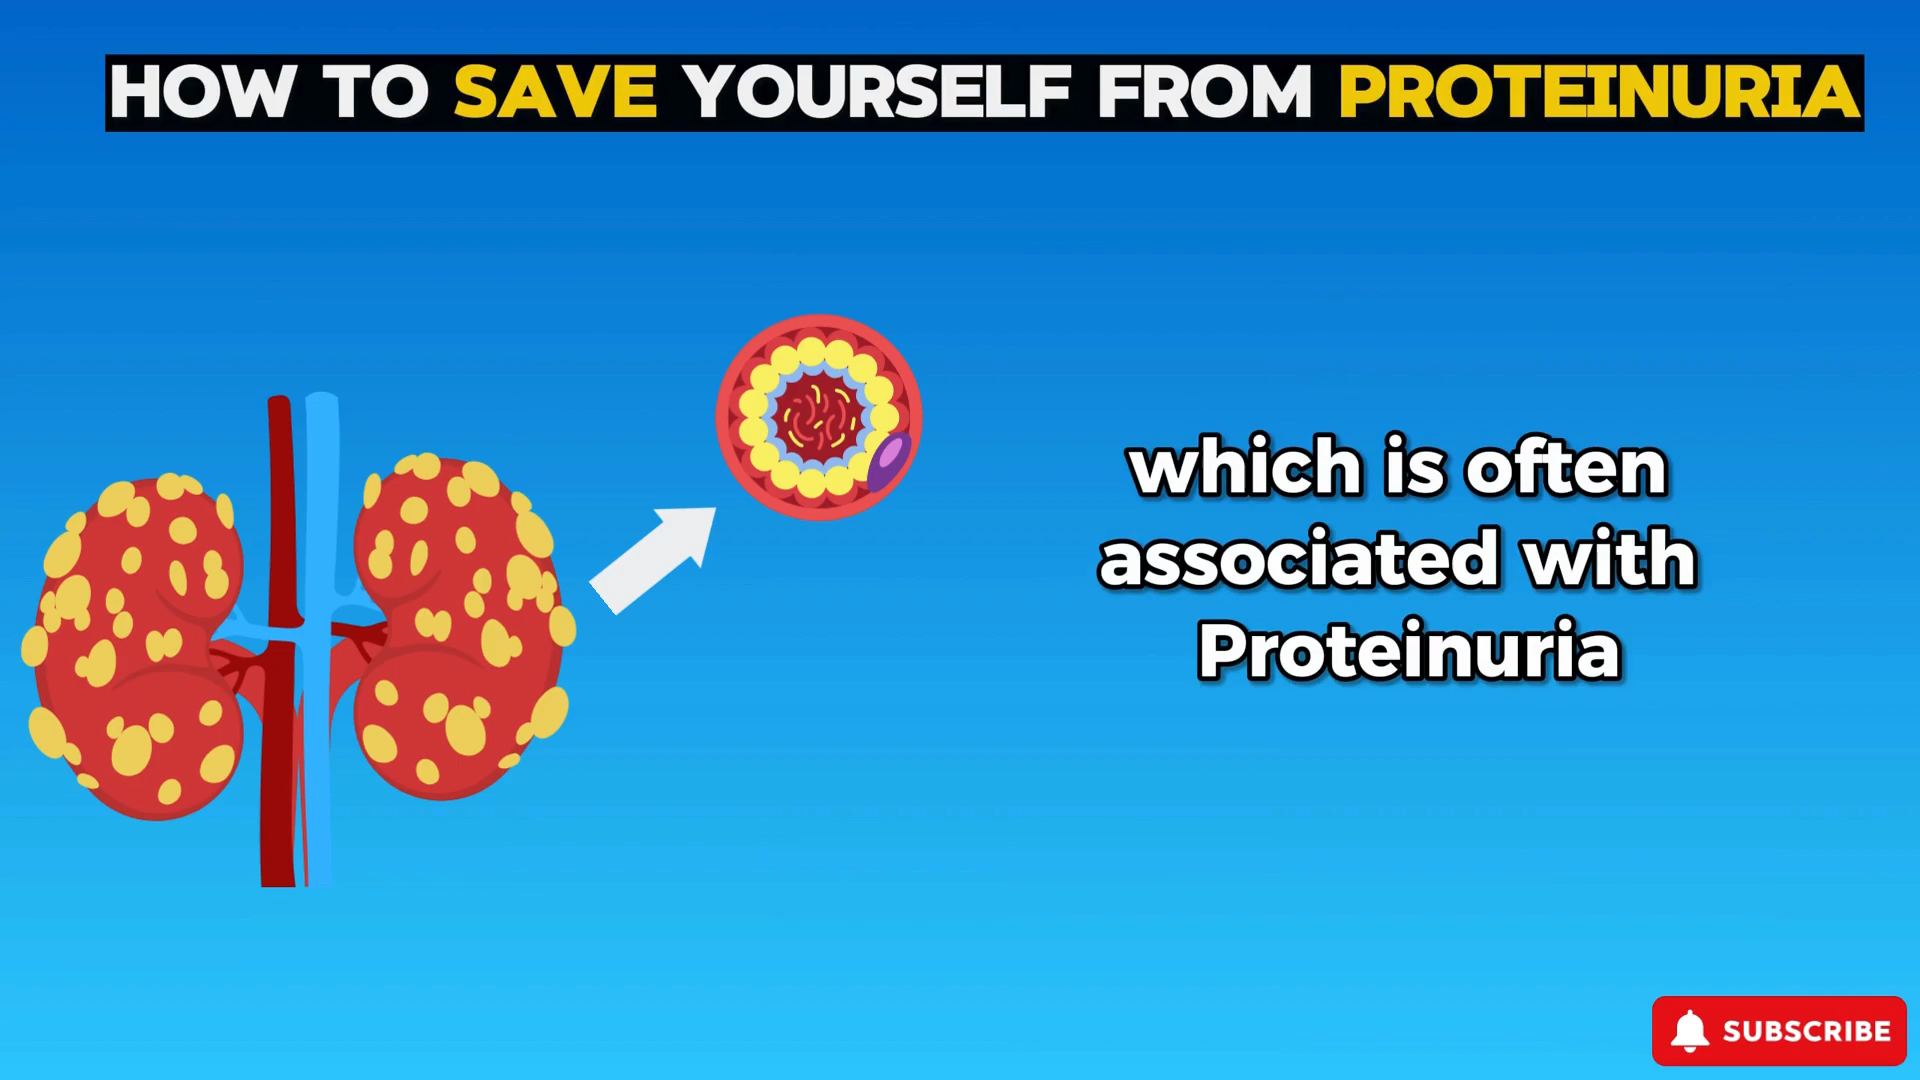 HOW TO SAVE YOURSELF FROM PROTEINURIA
which is often
associated with
Proteinuria
SUBSCRIBE